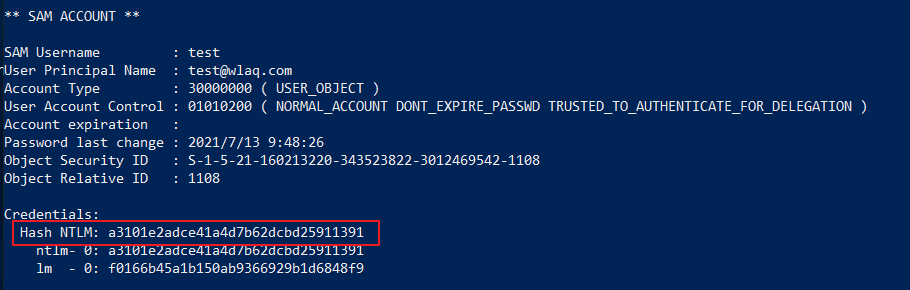 ** SAM ACCOUNT **
SAM Username : test
User Principal Name : test@wlaq.com
Account Type : 30000000 ( USER_OBJECT )
User Account Control : 01010200 ( NORMAL_ACCOUNT DONT_EXPIRE_PASSWD TRUSTED_TO_AUTHENTICATE_FOR_DELEGATION )
Account expiration :
Password last change : 2021/7/13 9:48:26
Object Security ID : S-1-5-21-160213220-343523822-3012469542-1108
Object Relative ID : 1108
Credentials:
Hash NTLM: a3101e2adce41a4d7b62dcbd25911391
ntlm- 0: a3101e2adce41a4d7b62dcbd25911391
lm - 0: f0166b45a1b150ab9366929b1d6848f9